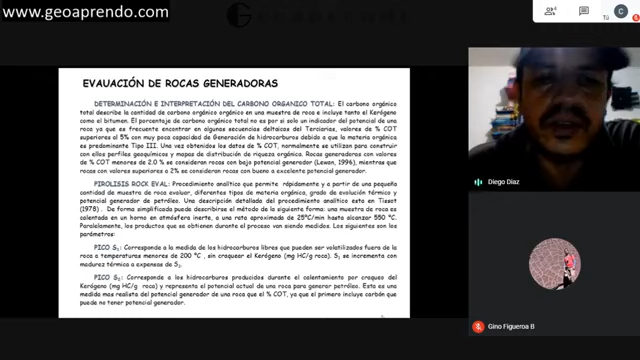 www.geoaprendo.com
Tú
EVAUACIÓN DE ROCAS GENERADORAS
DETERMINACIÓN E INTERPRETACIÓN DEL CARBONO ORGANICO TOTAL: El carbono orgánico
total describe la cantidad de carbono orgánico orgánico en una muestra de roca e incluye tanto el Kerógeno
como el bitumen. El porcentaje de carbono orgánico total no es por si solo un indicador del potencial de una
roca ya que es frecuente encontrar en algunas secuencias deltaicos del Terciarios, valores de % COT
superiores al 5% con muy poca capacidad de Generación de hidrocarburos debido a que la materia orgánica
es predominante Tipo III. Una vez obtenidos los datos de % COT, normalmente se utilizan para construir
con ellos perfiles geoquímicos y mapas de distribución de riqueza orgánica. Rocas generadoras con valores
de % COT menores de 2.0 % se consideran rocas con bajo potencial generador (Lewan, 1996), mientras que
rocas con valores superiores a 2% se consideran rocas con bueno a excelente potencial generador.
PIROLISIS ROCK EVAL: Procedimiento analítico que permite rápidamente y a partir de una pequeña
cantidad de muestra de roca evaluar, diferentes tipos de materia orgánica, grado de evolución térmica y
potencial generador de petróleo. Una descripción detallada del procedimiento analítico esta en Tissot
(1978). De forma simplificada puede describirse el método de la siguiente forma: una muestra de roca es
calentada en un horno en atmósfera inerte, a una rata aproximada de 25°C/min hasta alcanzar 550 °C.
Paralelamente, los productos que se obtienen durante el proceso van siendo medidos. Los siguientes son los
parámetros:
PICO S1: Corresponde a la medida de los hidrocarburos libres que pueden ser volatilizados fuera de la
roca a temperaturas menores de 200 °C, sin craquear el Kerógeno (mg HC/g roca). S1 se incrementa con
madurez térmica a expensas de S2.
PICO S2: Corresponde a los hidrocarburos producidos durante el calentamiento por craqueo del
Kerógeno (mg HC/g roca) y representa el potencial actual de una roca para generar petróleo. Esta es una
medida mas realista del potencial generador de una roca que el % COT, ya que el primero incluye carbón que
puede no tener potencial generador.
Diego Diaz
Gino Figueroa B